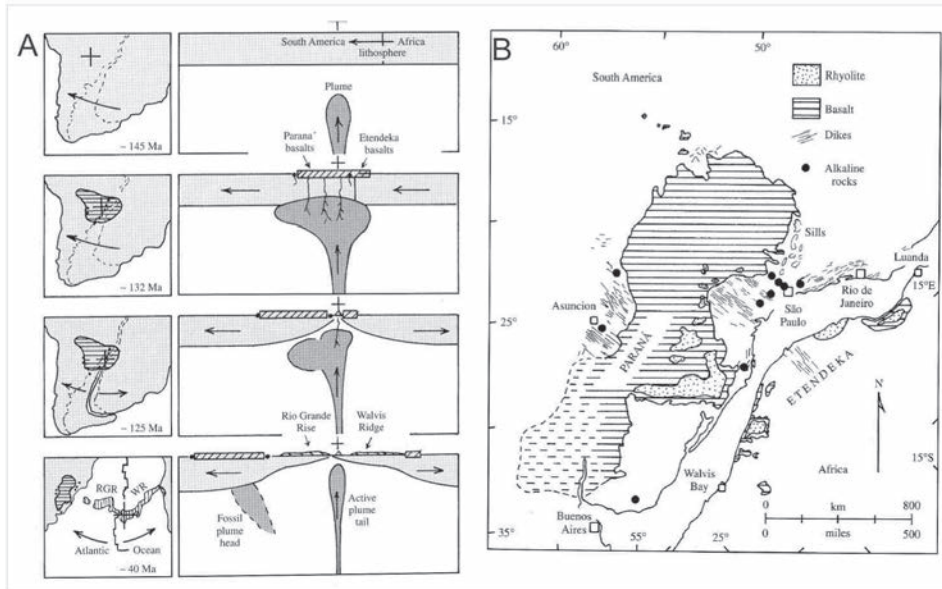 A
South America
Africa
lithosphere
~ 145 Ma
Plume
Parana'
basalts
Etendeka
basalts
~ 132 Ma
~ 125 Ma
Rio Grande
Rise
Walvis
Ridge
RGR
WR
Atlantic
Ocean
~ 40 Ma
Fossil
plume
head
Active
plume
tail
B
60°
50°
South America
Rhyolite
Basalt
Dikes
Alkaline
rocks
15°
Sills
Luanda
15°E
Rio de
Janeiro
São
Paulo
Asuncion
25°
PARANÁ
ETENDEKA
N
15°S
Walvis
Bay
Africa
Buenos
Aires
35°
55°
25°
km
0
800
0
miles
500